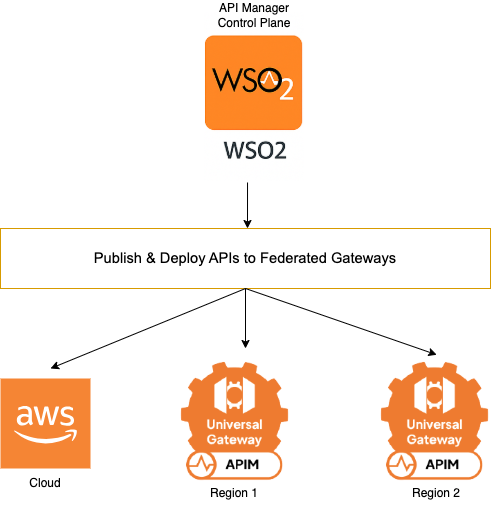 API Manager
Control Plane
WSO2
WSO2
Publish & Deploy APIs to Federated Gateways
aws
Universal
Gateway
APIM
Universal
Gateway
APIM
Cloud
Region 1
Region 2